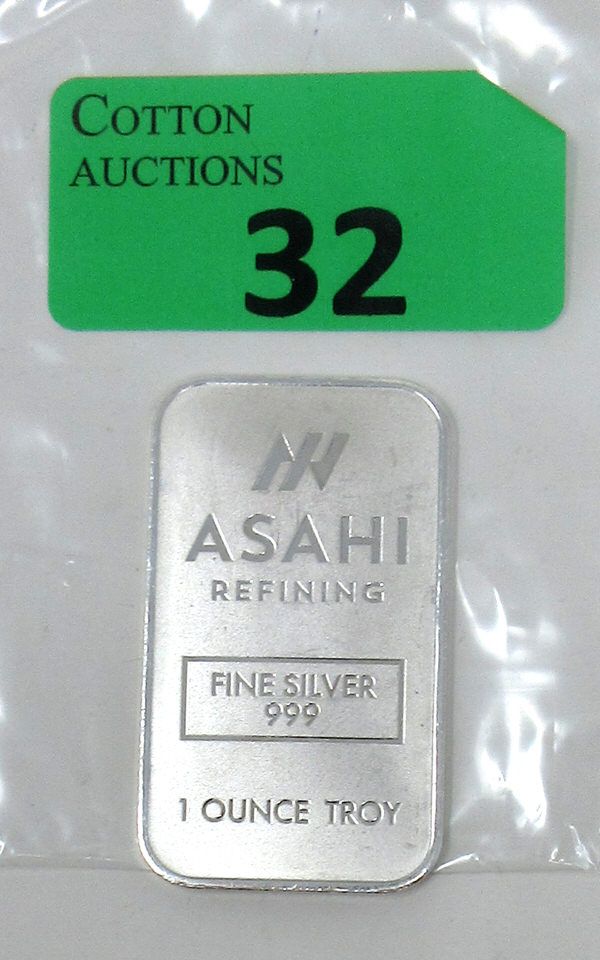 COTTON
AUCTIONS
32
ASAHI
REFINING
FINE SILVER
999
1 OUNCE TROY